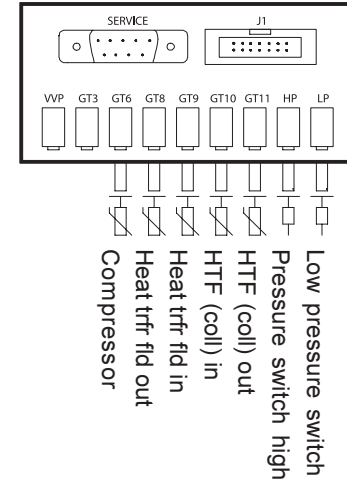 SERVICE
J1
VVP GT3 GT6 GT8 GT9 GT10 GT11 HP LP
Compressor
Heat trfr fld out
Heat trfr fld in
HTF (coll) in
HTF (coll) out
Pressure switch high
Low pressure switch